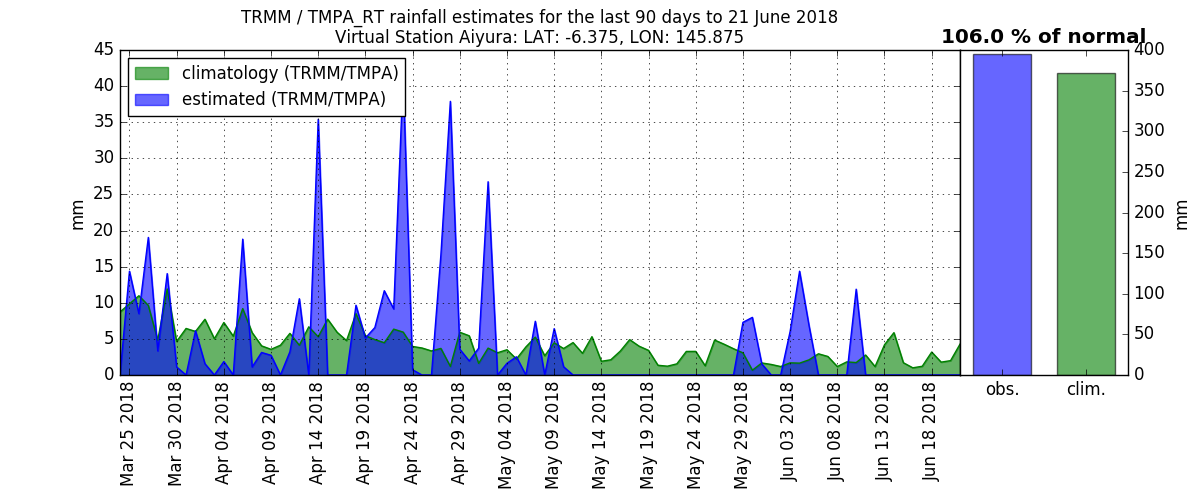 TRMM / TMPA_RT rainfall estimates for the last 90 days to 21 June 2018
Virtual Station Aiyura: LAT: -6.375, LON: 145.875
106.0 % of normal
climatology (TRMM/TMPA)
estimated (TRMM/TMPA)
45
40
35
30
25
20
15
10
5
0
mm
Mar 25 2018
Mar 30 2018
Apr 04 2018
Apr 09 2018
Apr 14 2018
Apr 19 2018
Apr 24 2018
Apr 29 2018
May 04 2018
May 09 2018
May 14 2018
May 19 2018
May 24 2018
May 29 2018
Jun 03 2018
Jun 08 2018
Jun 13 2018
Jun 18 2018
400
350
300
250
200
150
100
50
0
mm
obs.
clim.